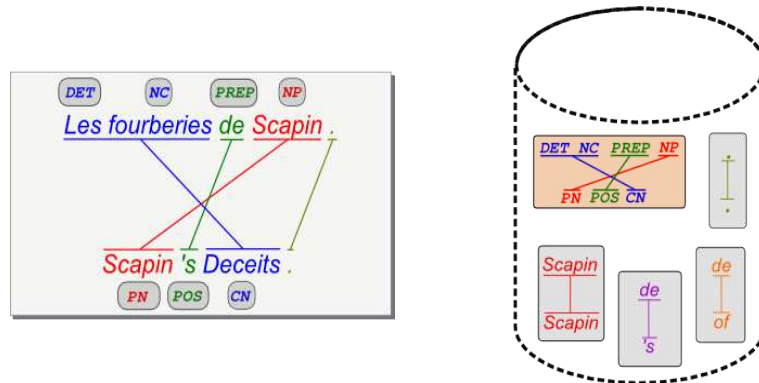 DET NC PREP NP
Les fourberies de Scapin .
Scapin 's Deceits .
PN POS CN
DET NC PREP NP
PN POS CN
.
.
Scapin
Scapin
de
's
de
of